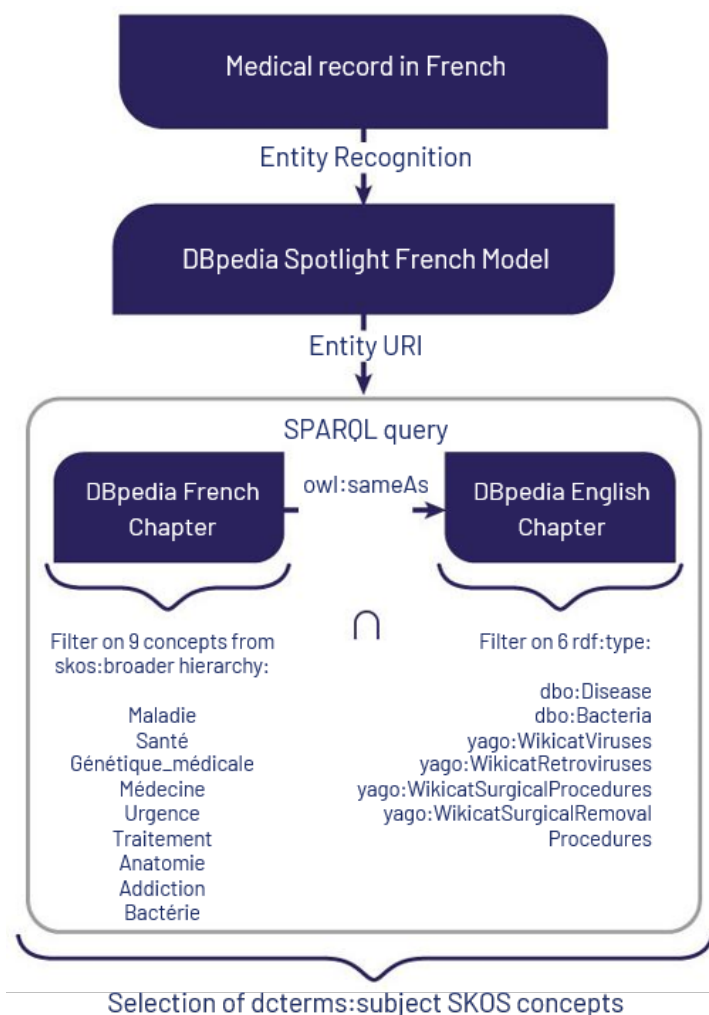 Medical record in French
Entity Recognition
DBpedia Spotlight French Model
Entity URI
SPARQL query
DBpedia French
Chapter
owl:sameAs
DBpedia English
Chapter
∩
Filter on 9 concepts from
skos:broader hierarchy:
Maladie
Santé
Génétique_médicale
Médecine
Urgence
Traitement
Anatomie
Addiction
Bactérie
Filter on 6 rdf:type:
dbo:Disease
dbo:Bacteria
yago:WikicatViruses
yago:WikicatRetroviruses
yago:WikicatSurgicalProcedures
yago:WikicatSurgicalRemoval
Procedures
Selection of dcterms:subject SKOS concepts